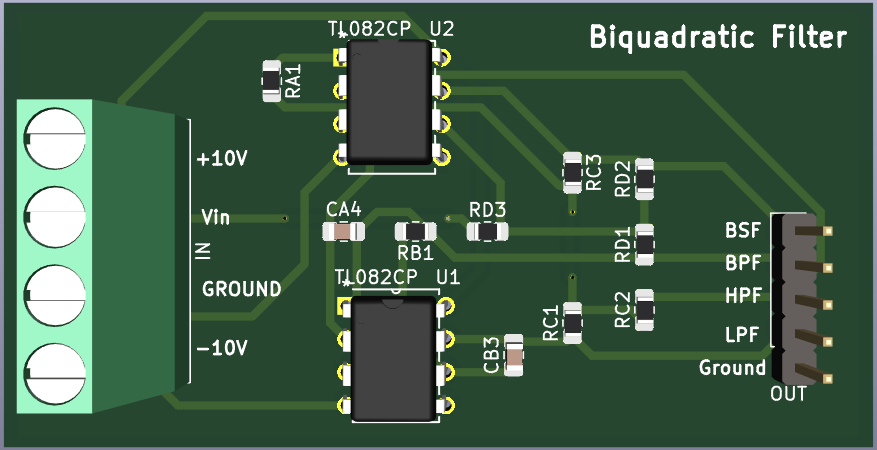 Biquadratic Filter
TL082CP U2
*
RA1
+10V
RC3
RD2
Vin
CA4
RD3
BSF
IN
RB1
RD1
BPF
TL082CP U1
*
GROUND
HPF
RC1
RC2
LPF
-10V
CB3
Ground
OUT